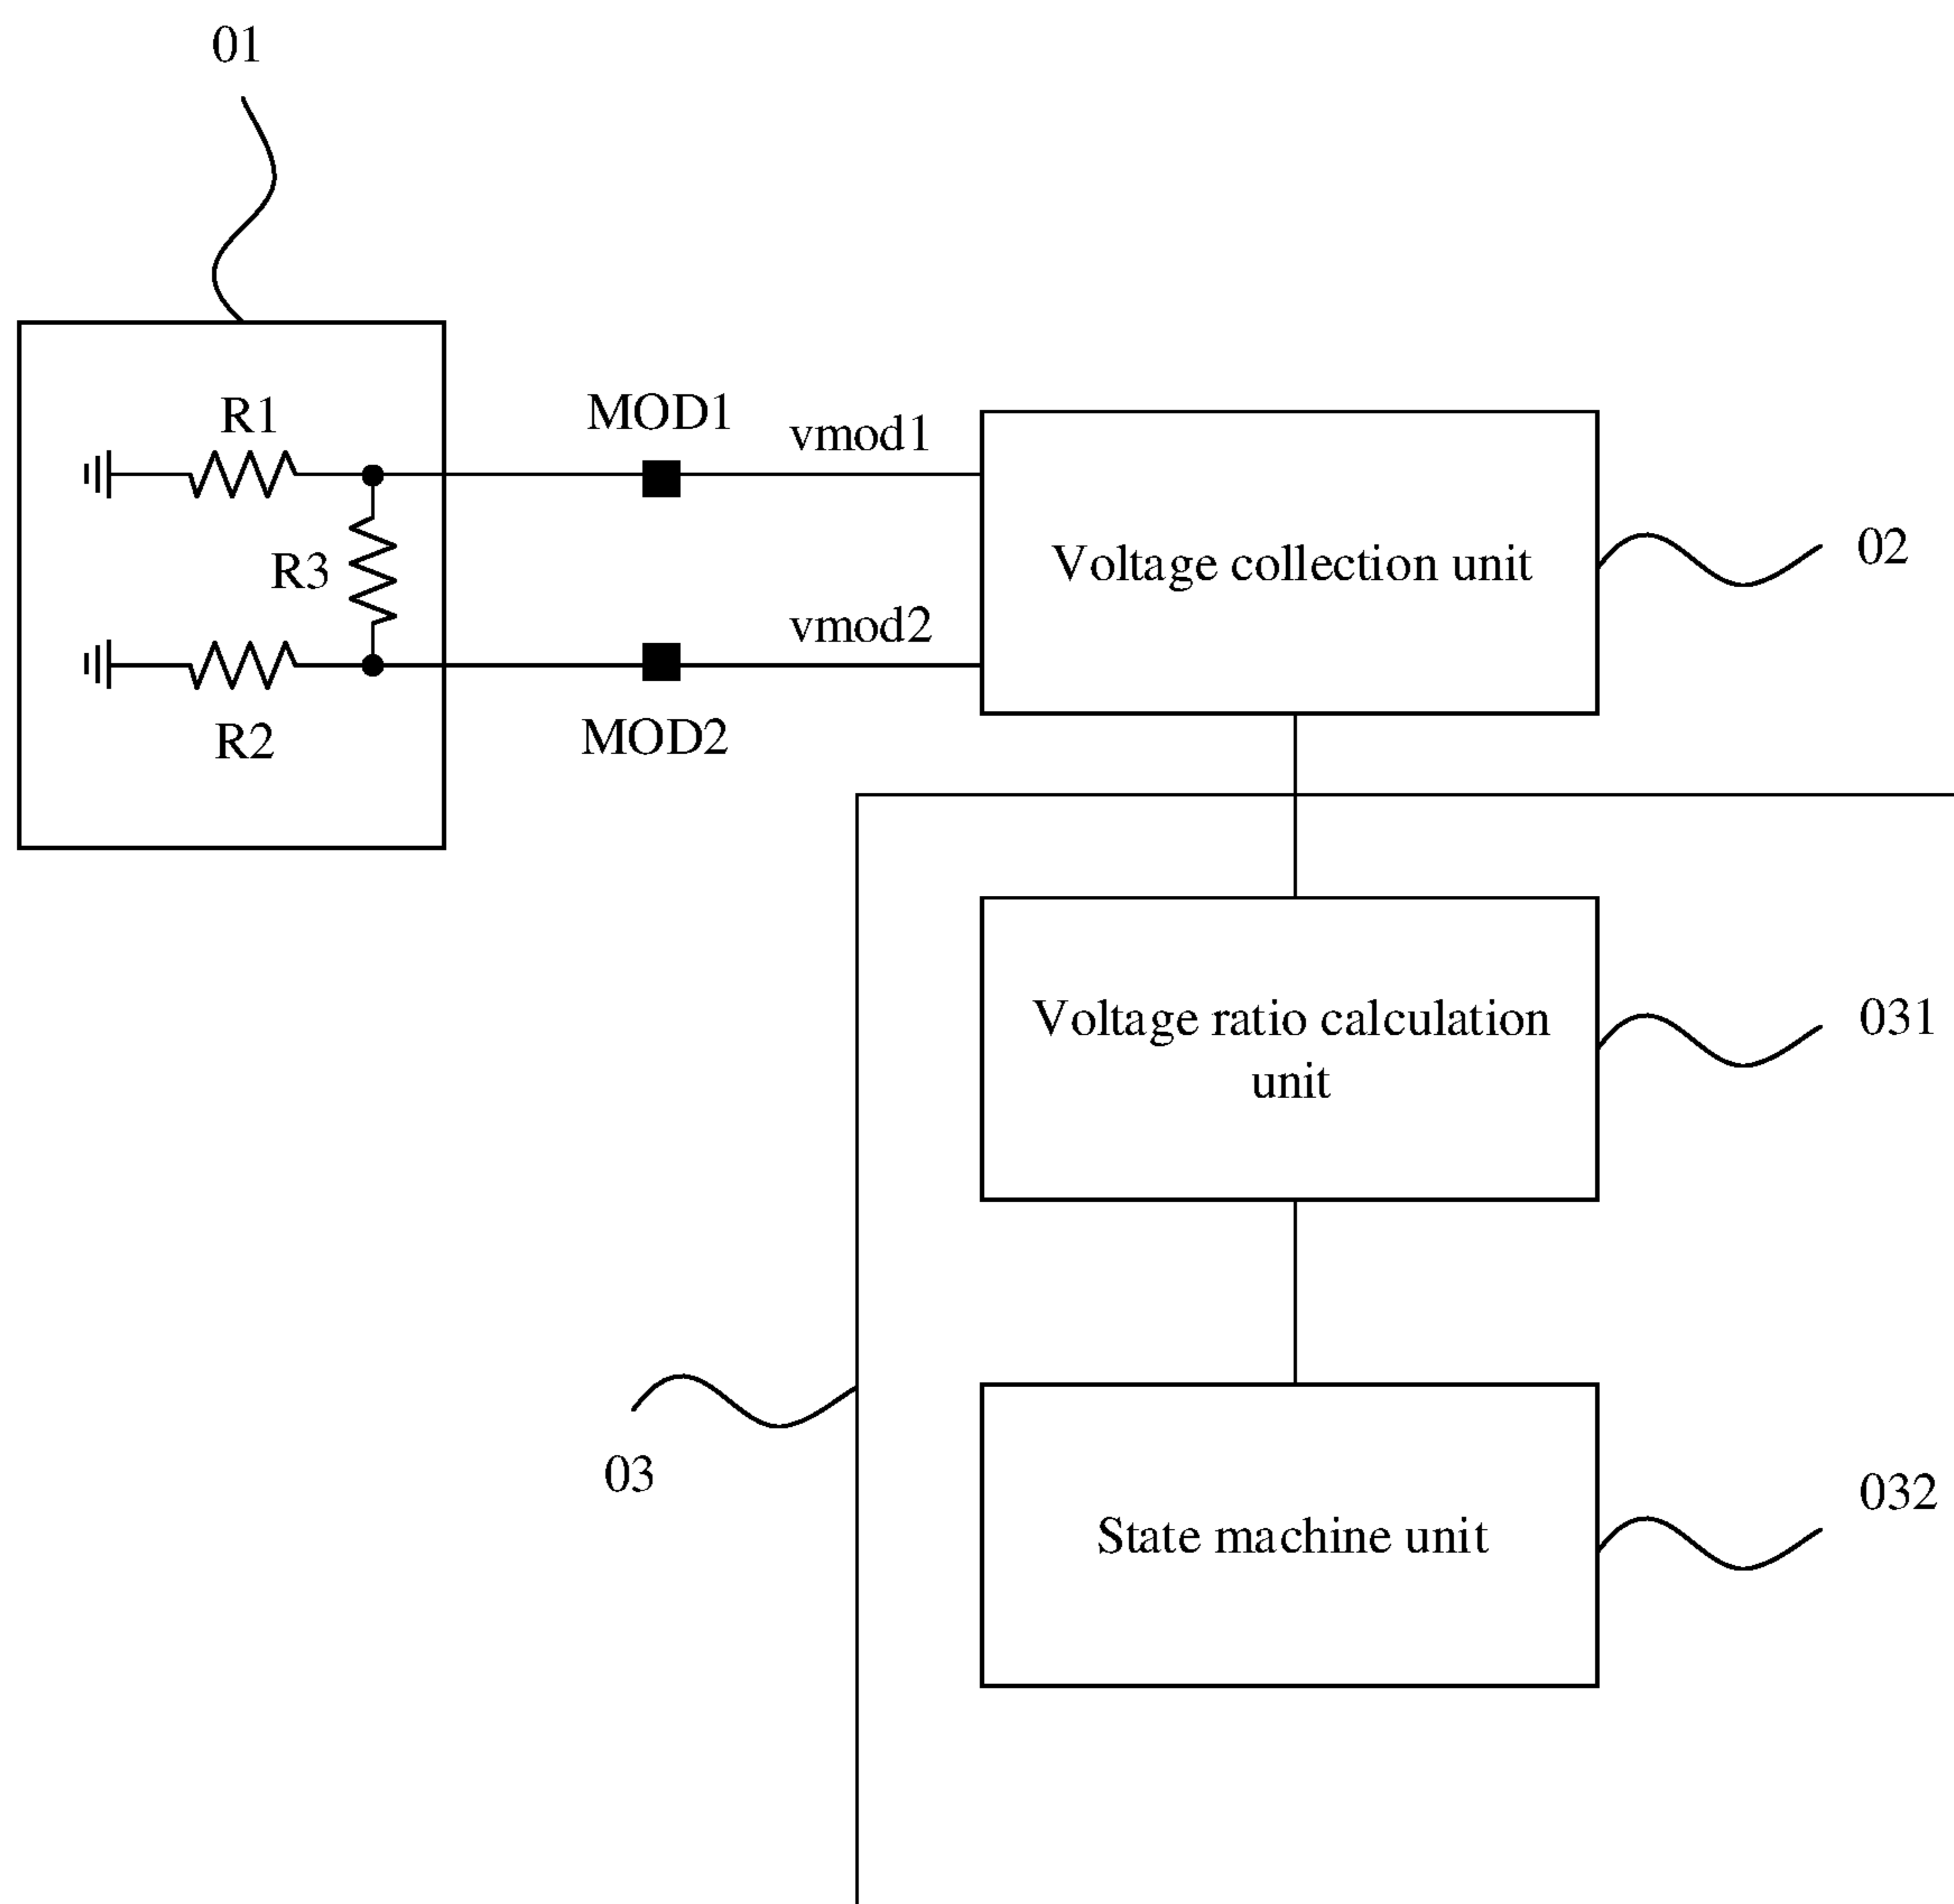 01
R1
MOD1
vmod1
R3
Voltage collection unit
02
vmod2
R2
MOD2
Voltage ratio calculation
unit
031
03
State machine unit
032